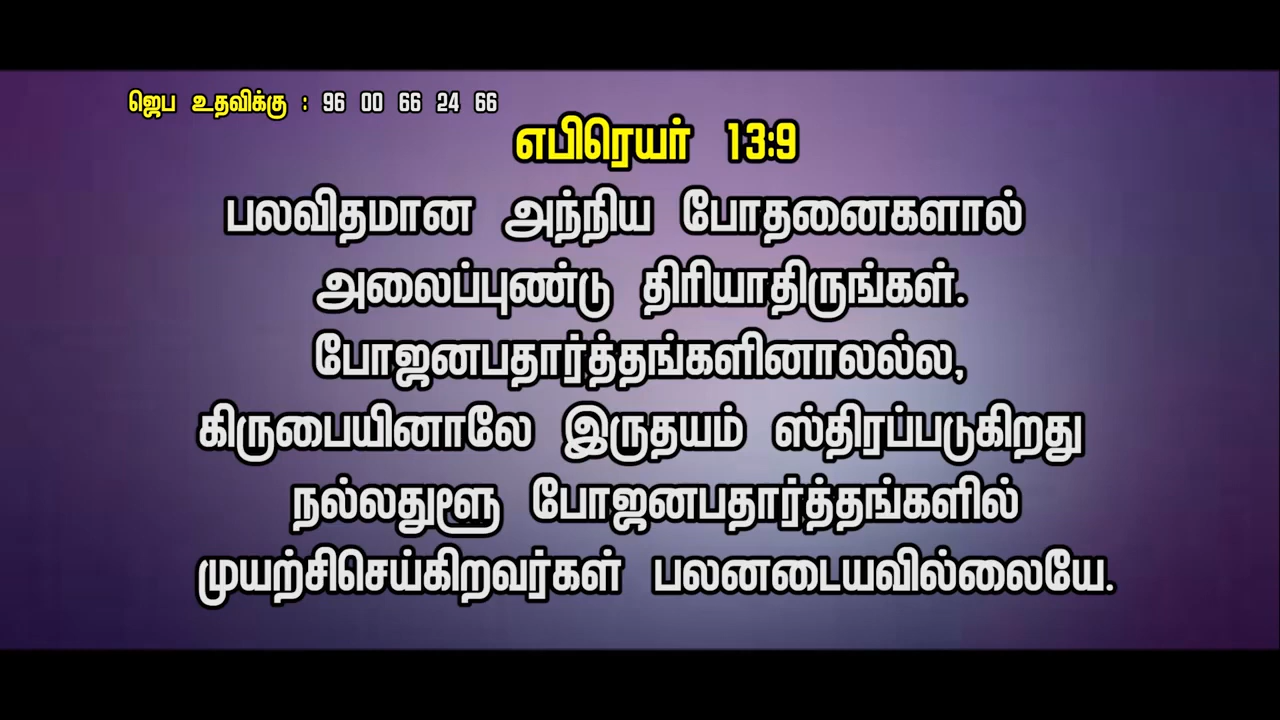 ஜெப உதவிக்கு : 96 00 66 24 66
எபிரெயர் 13:9
பலவிதமான அந்நிய போதனைகளால்
அலைப்புண்டு திரியாதிருங்கள்.
போஜனபதார்த்தங்களினாலல்ல,
கிருபையினாலே இருதயம் ஸ்திரப்படுகிறது
நல்லதுளூ போஜனபதார்த்தங்களில்
முயற்சிசெய்கிறவர்கள் பலனடையவில்லையே.